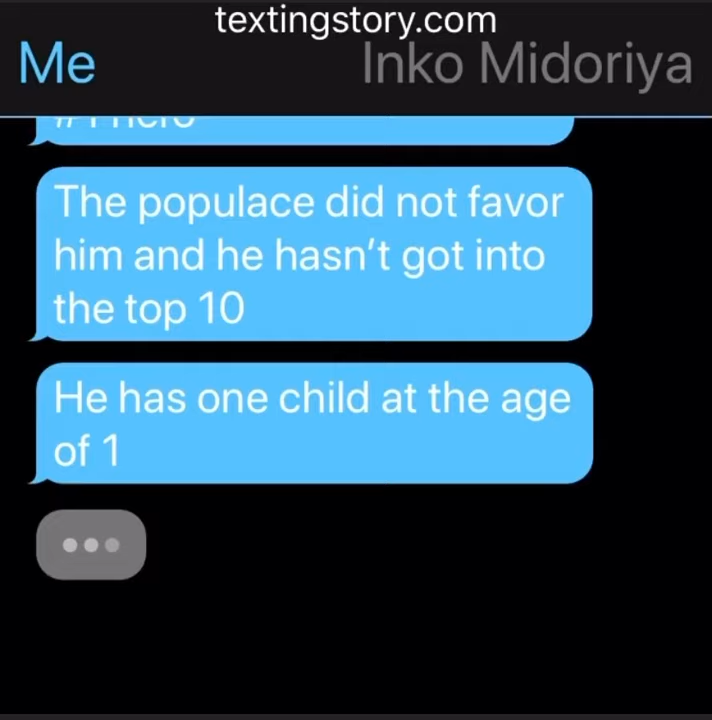 textingstory.com
Me
Inko Midoriya
The populace did not favor
him and he hasn’t got into
the top 10
He has one child at the age
of 1